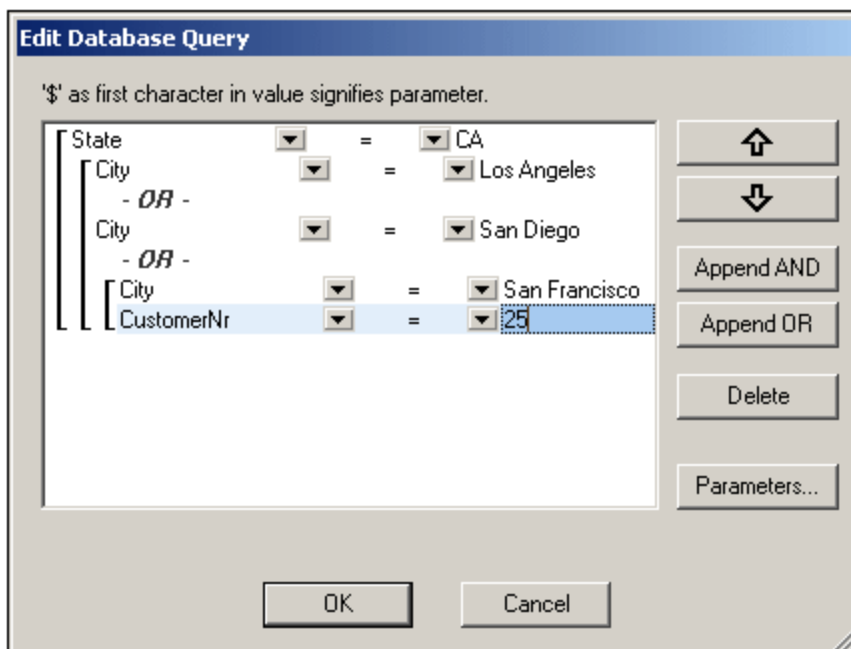 Edit Database Query
'$' as first character in value signifies parameter.
State = CA
City = Los Angeles
- OR -
City = San Diego
- OR -
City = San Francisco
CustomerNr = 25
Append AND
Append OR
Delete
Parameters...
OK Cancel